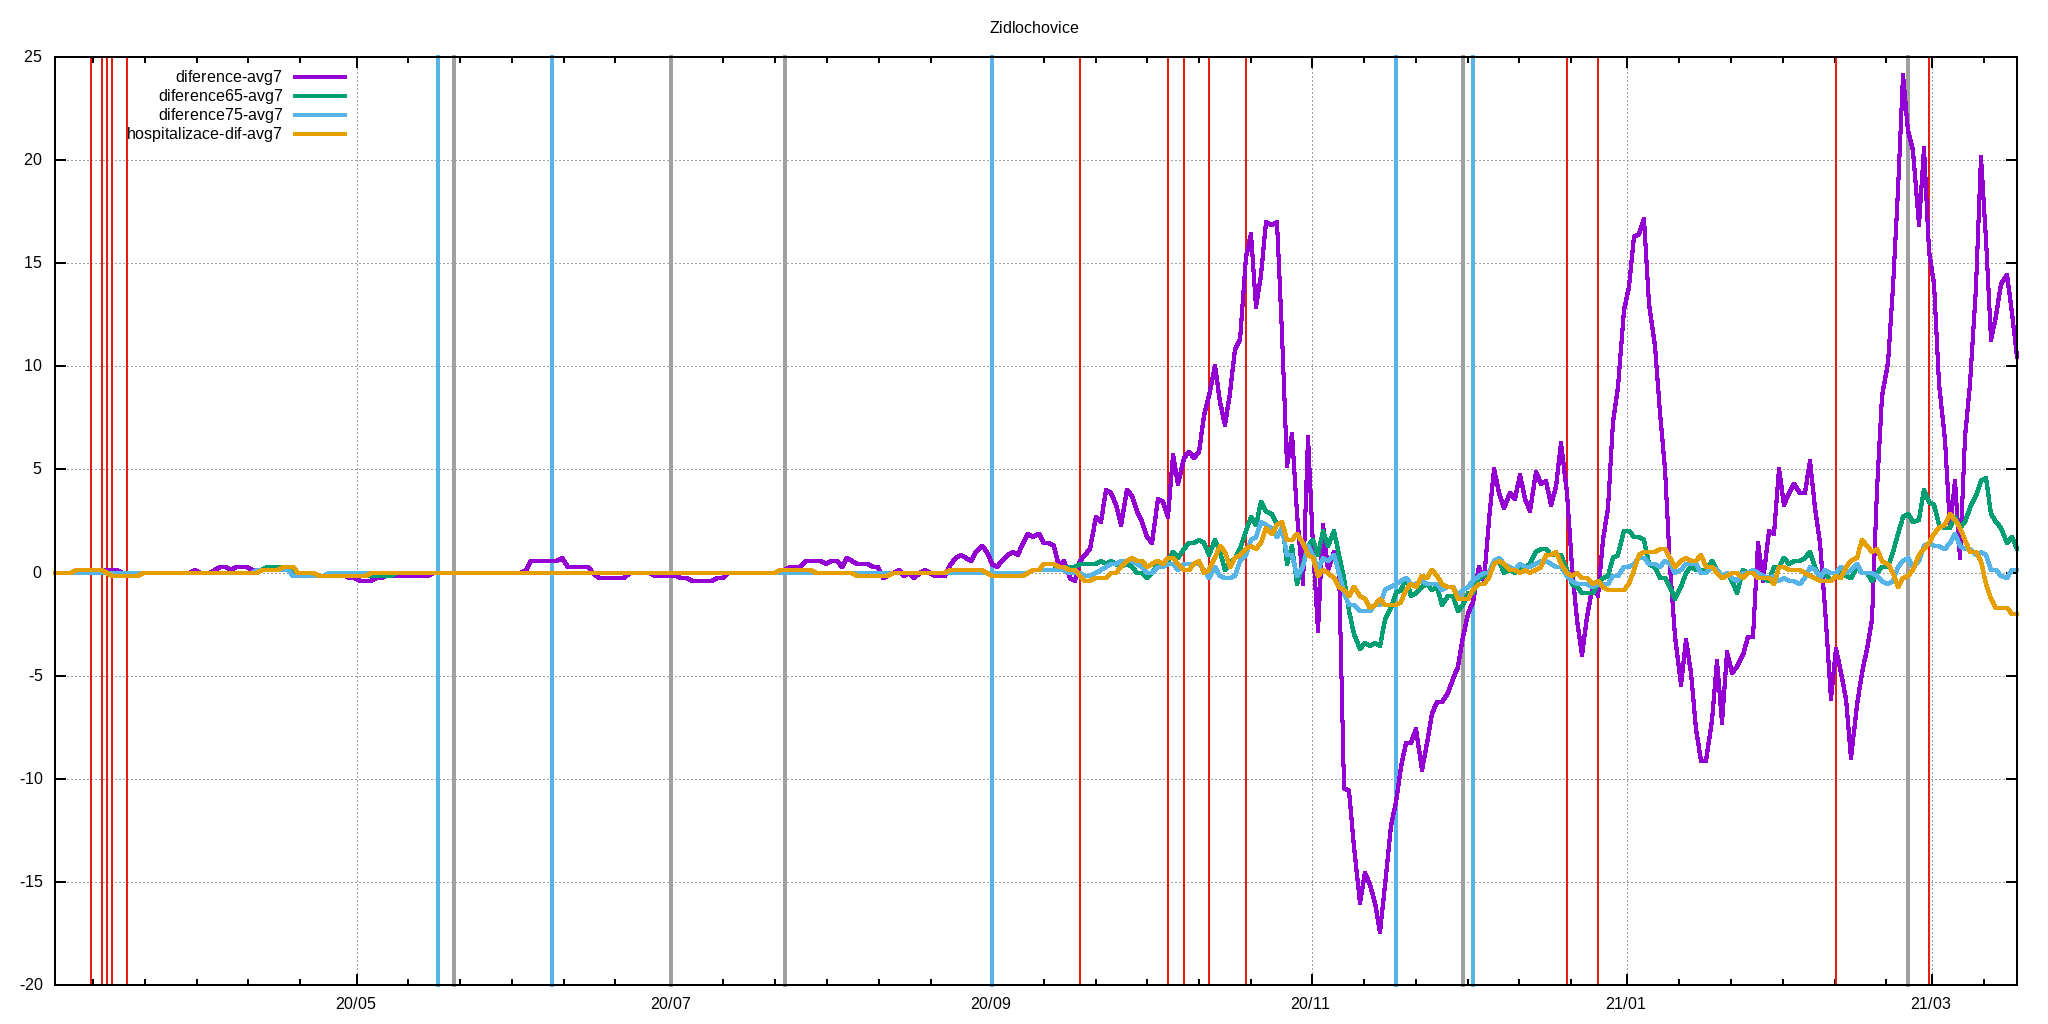 Zidlochovice
25
20
15
10
5
0
-5
-10
-15
-20
diference-avg7
diference65-avg7
diference75-avg7
hospitalizace-dif-avg7
20/05 20/07 20/09 20/11 21/01 21/03